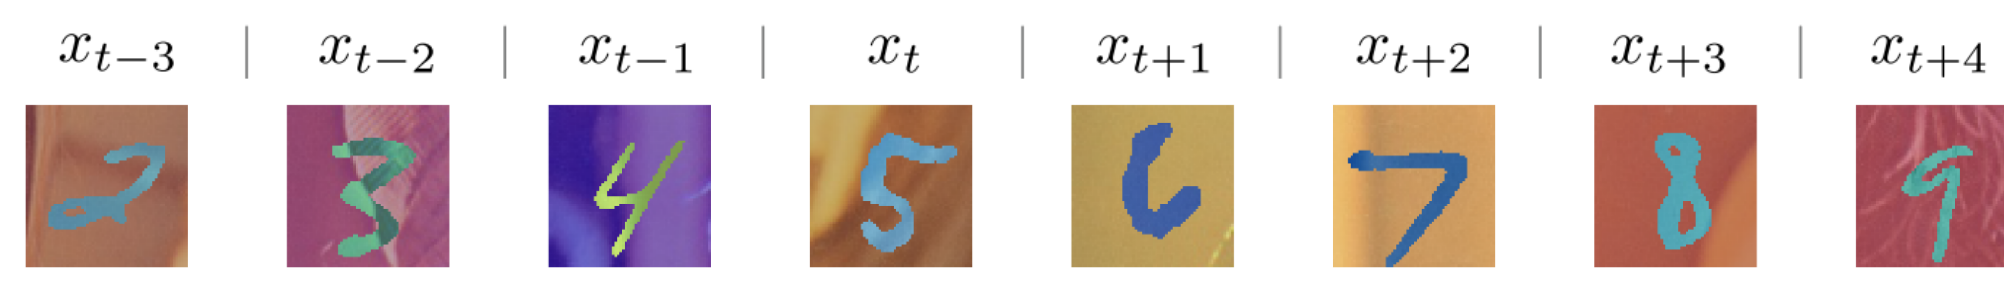 x_{t-3} | x_{t-2} | x_{t-1} | x_t | x_{t+1} | x_{t+2} | x_{t+3} | x_{t+4}
2 3 4 5 6 7 8 9